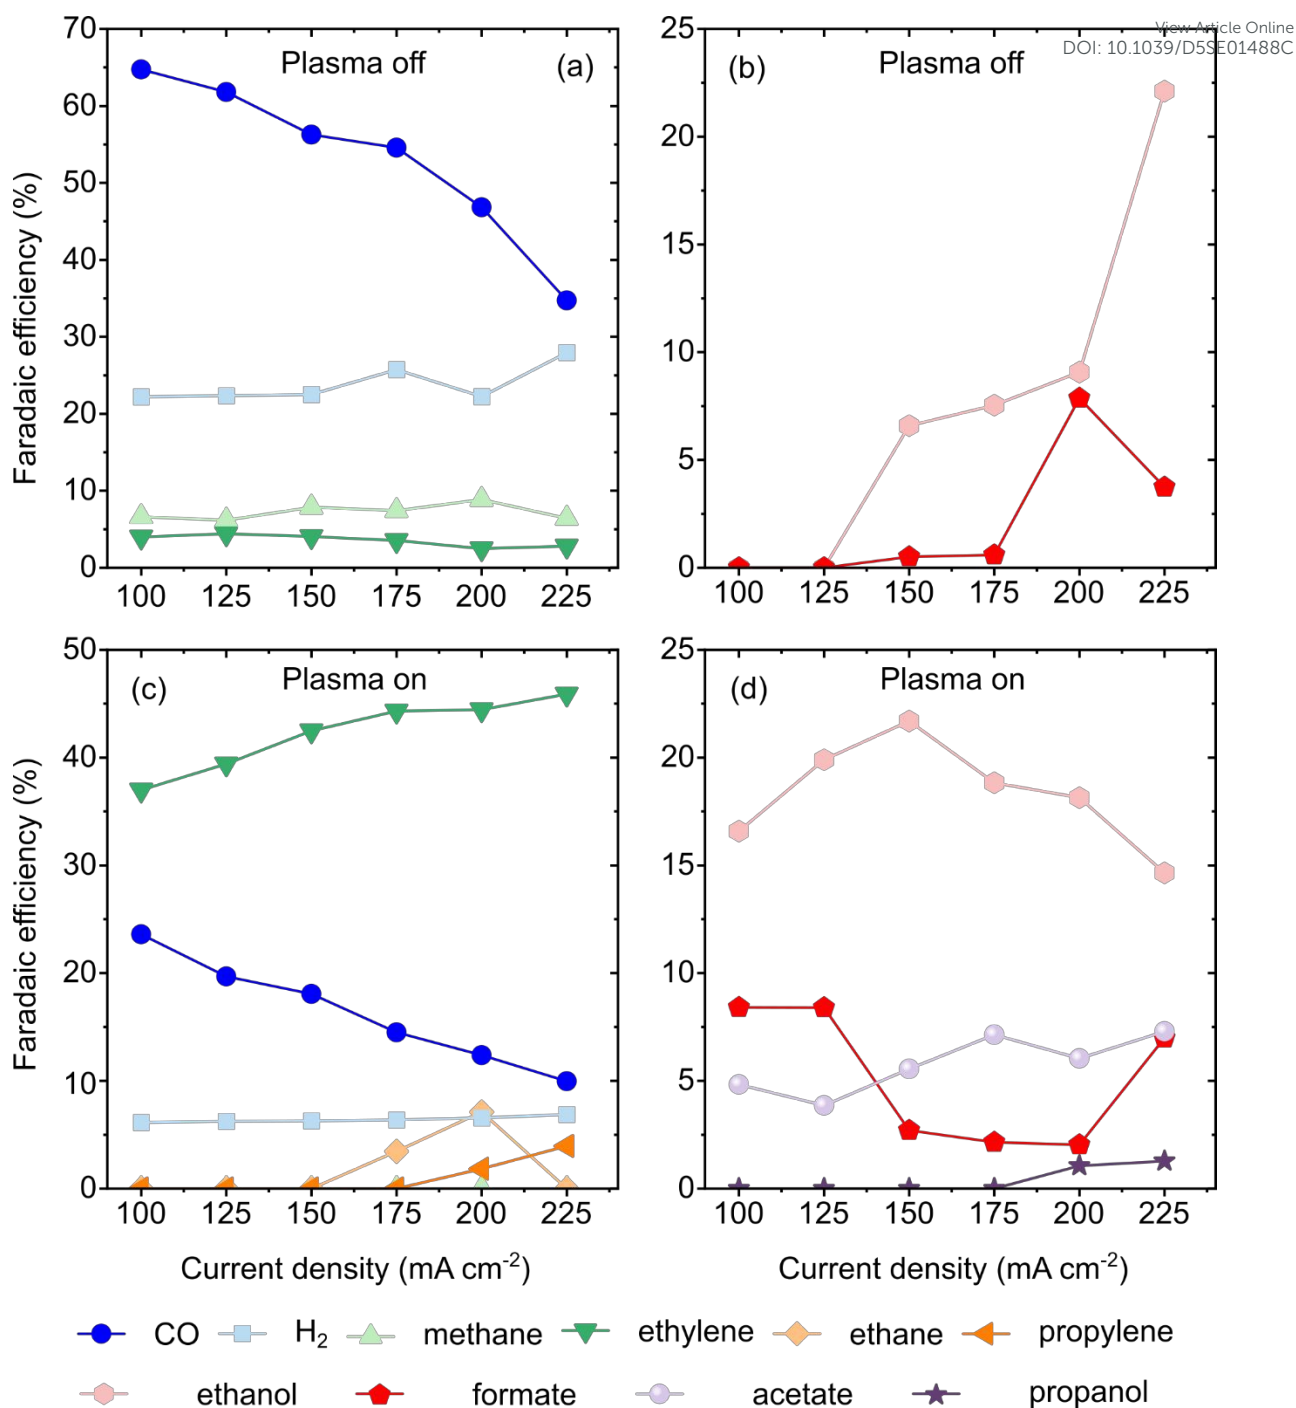 View Article Online
DOI: 10.1039/D5SE01488C
Plasma off
(a)
70
60
50
40
30
20
10
0
Faradaic efficiency (%)
100 125 150 175 200 225
(b)
Plasma off
25
20
15
10
5
0
100 125 150 175 200 225
(c)
Plasma on
50
40
30
20
10
0
Faradaic efficiency (%)
100 125 150 175 200 225
Current density (mA cm⁻²)
(d)
Plasma on
25
20
15
10
5
0
100 125 150 175 200 225
Current density (mA cm⁻²)
CO H₂ methane ethylene ethane propylene
ethanol formate acetate propanol